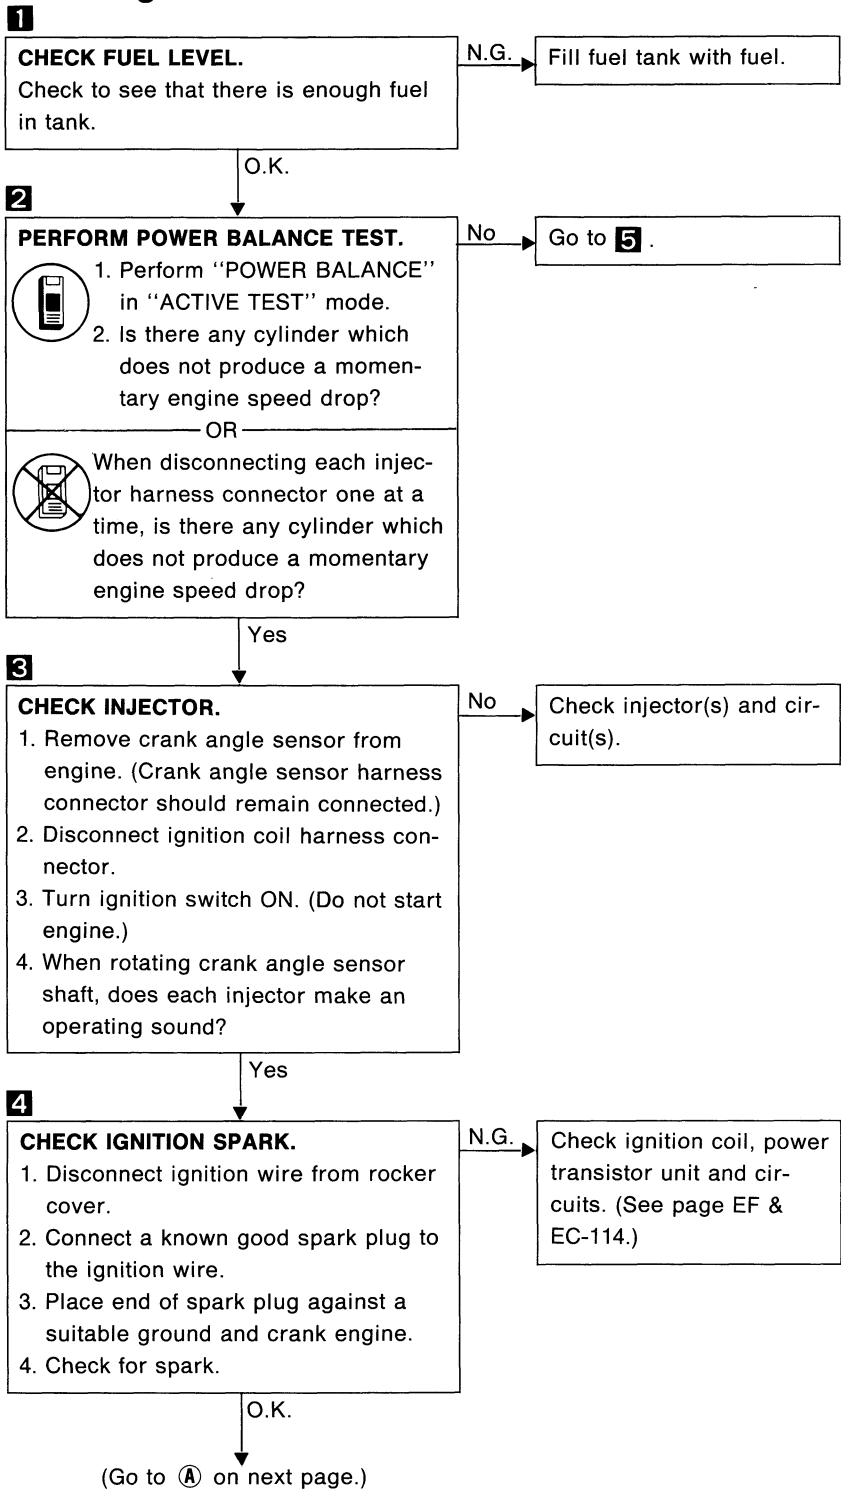 1
CHECK FUEL LEVEL.
Check to see that there is enough fuel
in tank.
N.G.
Fill fuel tank with fuel.
O.K.
2
PERFORM POWER BALANCE TEST.
1. Perform "POWER BALANCE"
in "ACTIVE TEST" mode.
2. Is there any cylinder which
does not produce a momen-
tary engine speed drop?
OR
When disconnecting each injec-
tor harness connector one at a
time, is there any cylinder which
does not produce a momentary
engine speed drop?
No
Go to 5 .
Yes
3
CHECK INJECTOR.
1. Remove crank angle sensor from
engine. (Crank angle sensor harness
connector should remain connected.)
2. Disconnect ignition coil harness con-
nector.
3. Turn ignition switch ON. (Do not start
engine.)
4. When rotating crank angle sensor
shaft, does each injector make an
operating sound?
No
Check injector(s) and cir-
cuit(s).
Yes
4
CHECK IGNITION SPARK.
1. Disconnect ignition wire from rocker
cover.
2. Connect a known good spark plug to
the ignition wire.
3. Place end of spark plug against a
suitable ground and crank engine.
4. Check for spark.
N.G.
Check ignition coil, power
transistor unit and cir-
cuits. (See page EF &
EC-114.)
O.K.
(Go to Ⓐ on next page.)